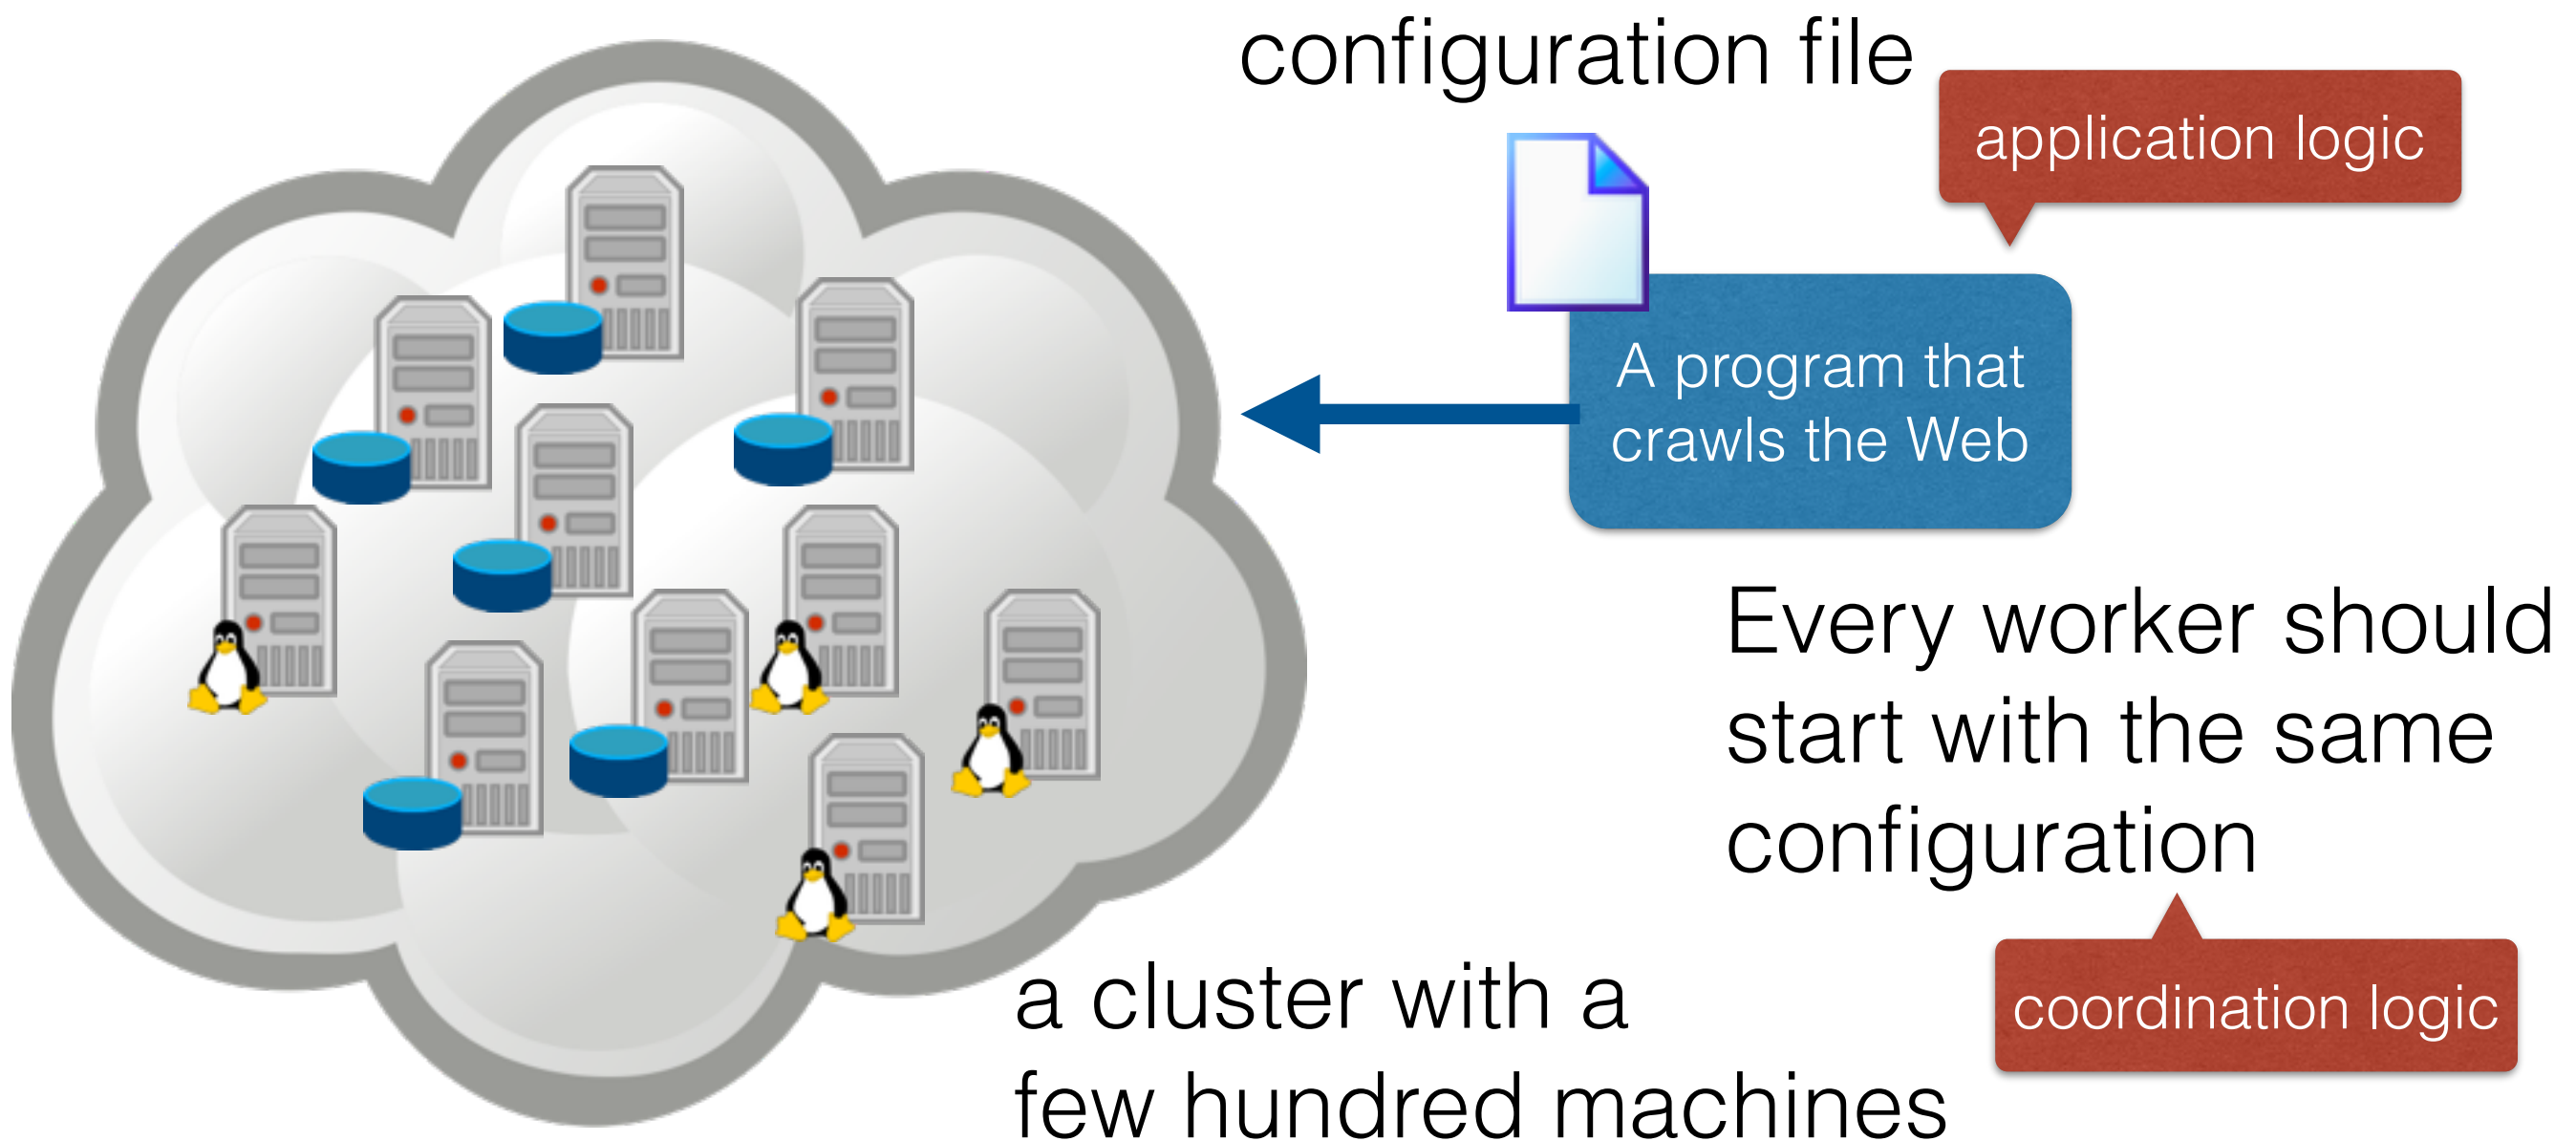 configuration file
application logic
A program that
crawls the Web
Every worker should
start with the same
configuration
coordination logic
a cluster with a
few hundred machines